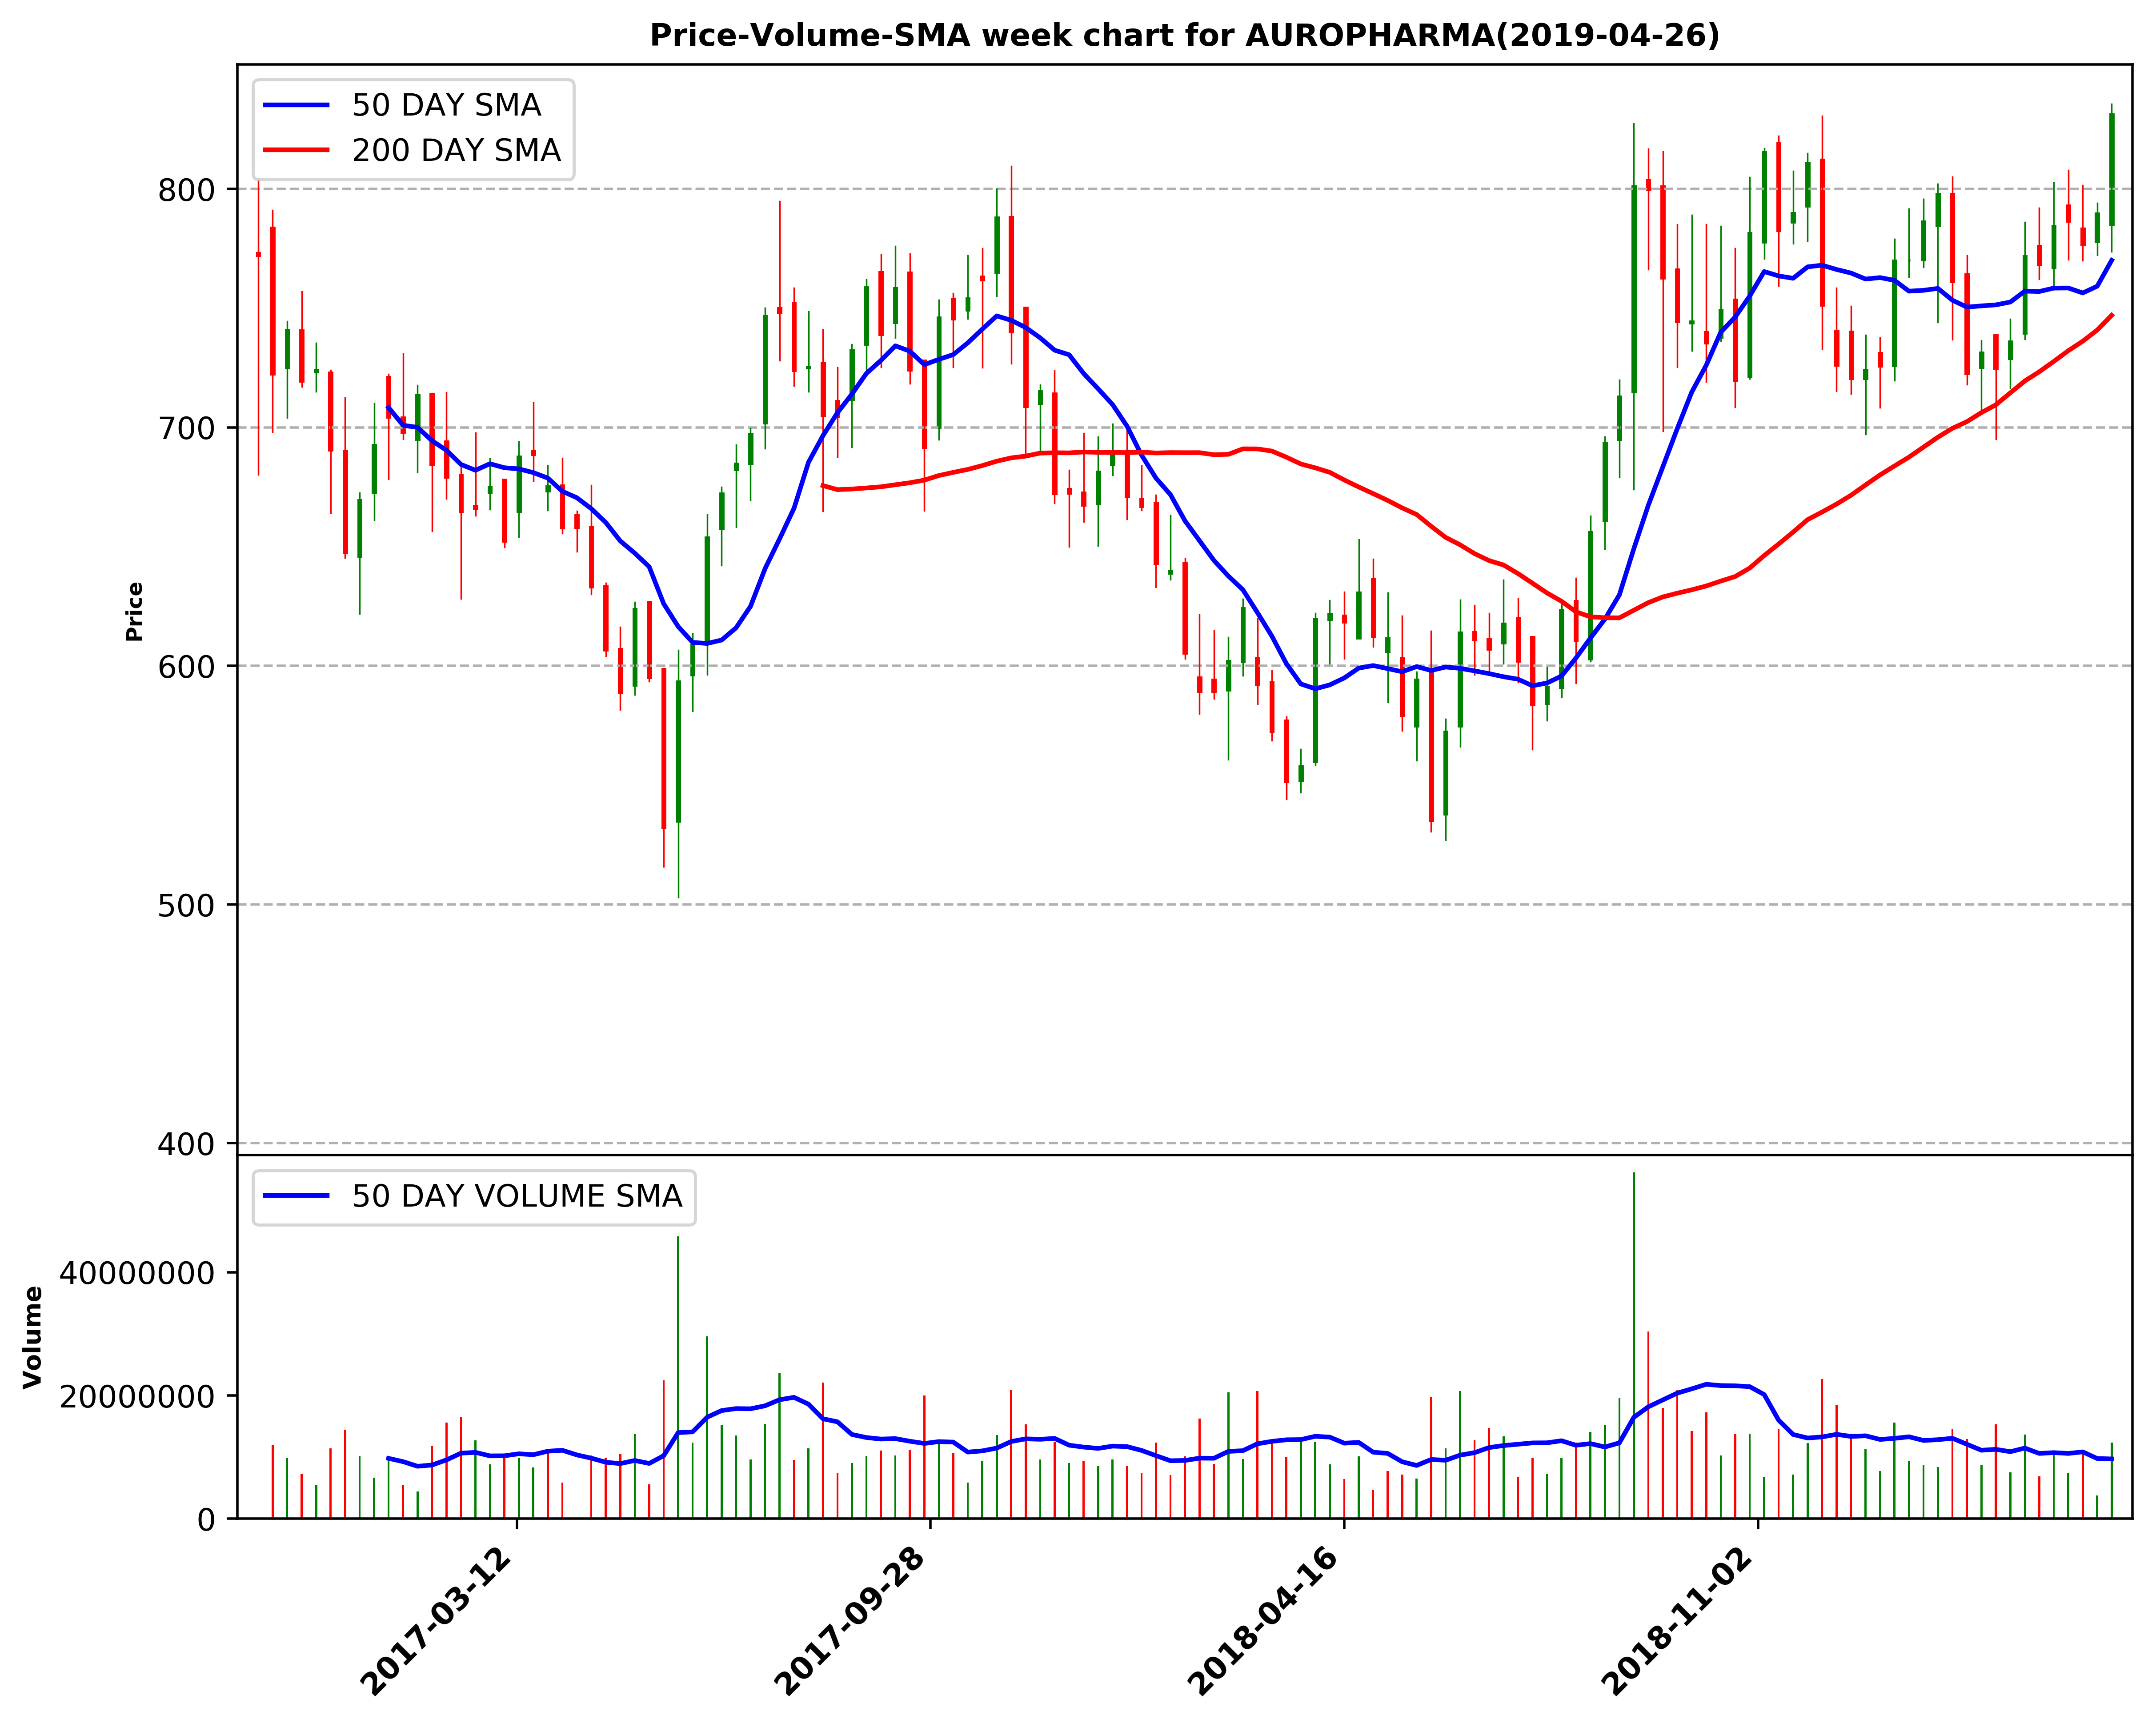 Price-Volume-SMA week chart for AUROPHARMA(2019-04-26)
50 DAY SMA
200 DAY SMA
800
700
600
500
400
Price
50 DAY VOLUME SMA
40000000
20000000
0
Volume
2017-03-12
2017-09-28
2018-04-16
2018-11-02